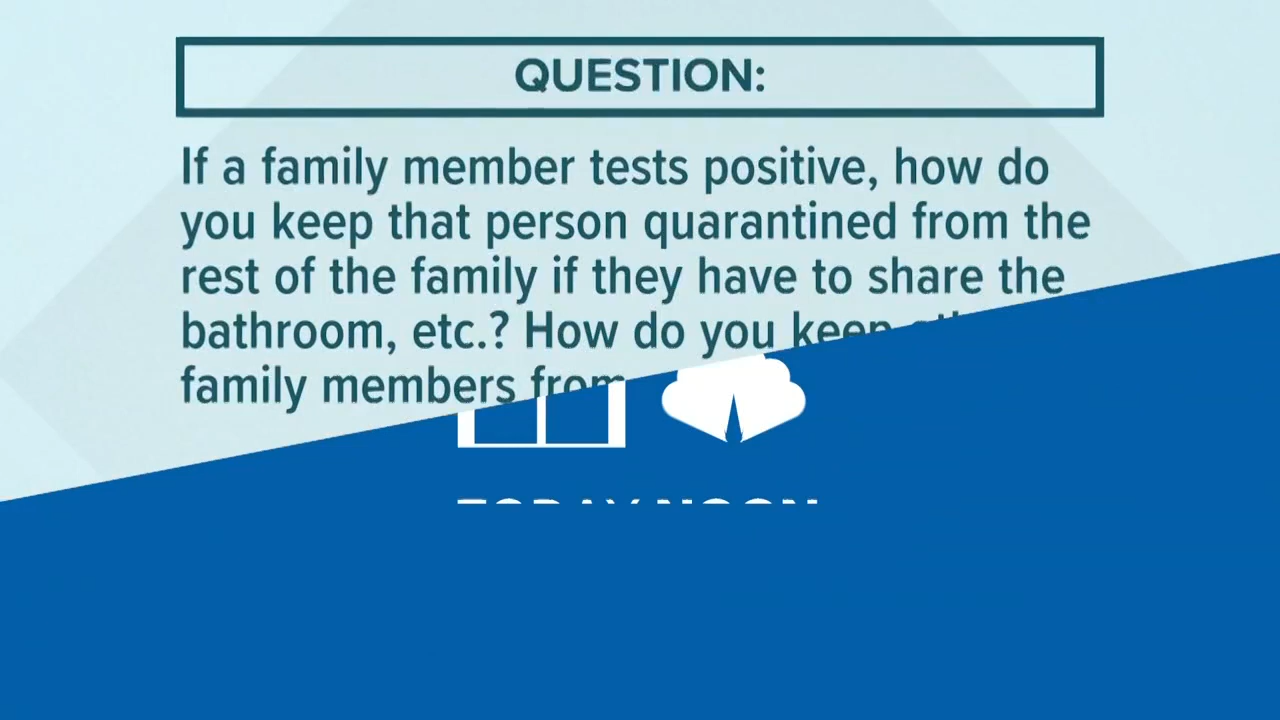 QUESTION:
If a family member tests positive, how do
you keep that person quarantined from the
rest of the family if they have to share the
bathroom, etc.? How do you keep
family members from